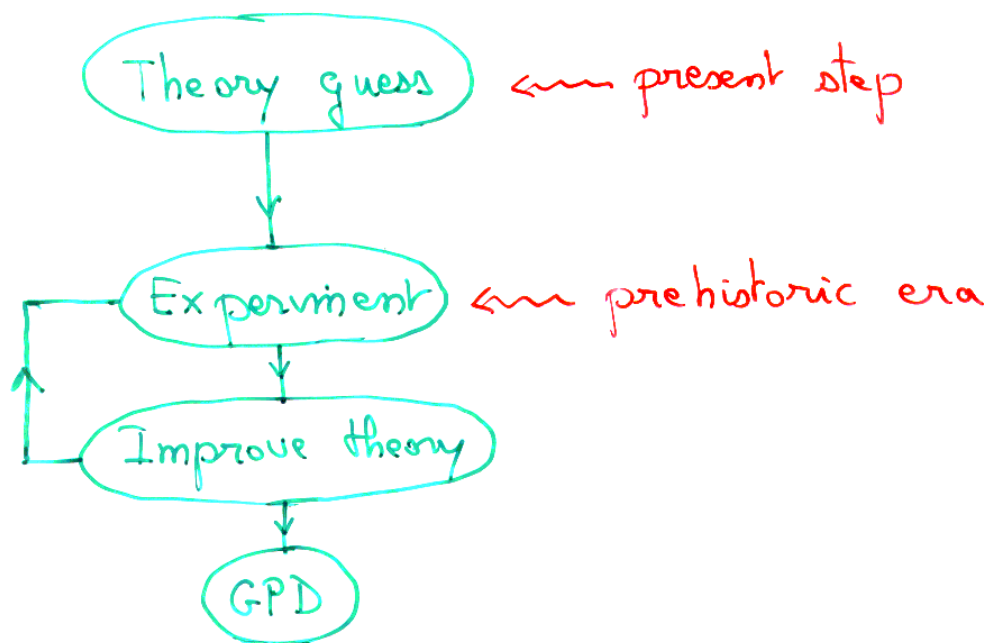 Theory guess
present step
Experiment
prehistoric era
Improve theory
GPD